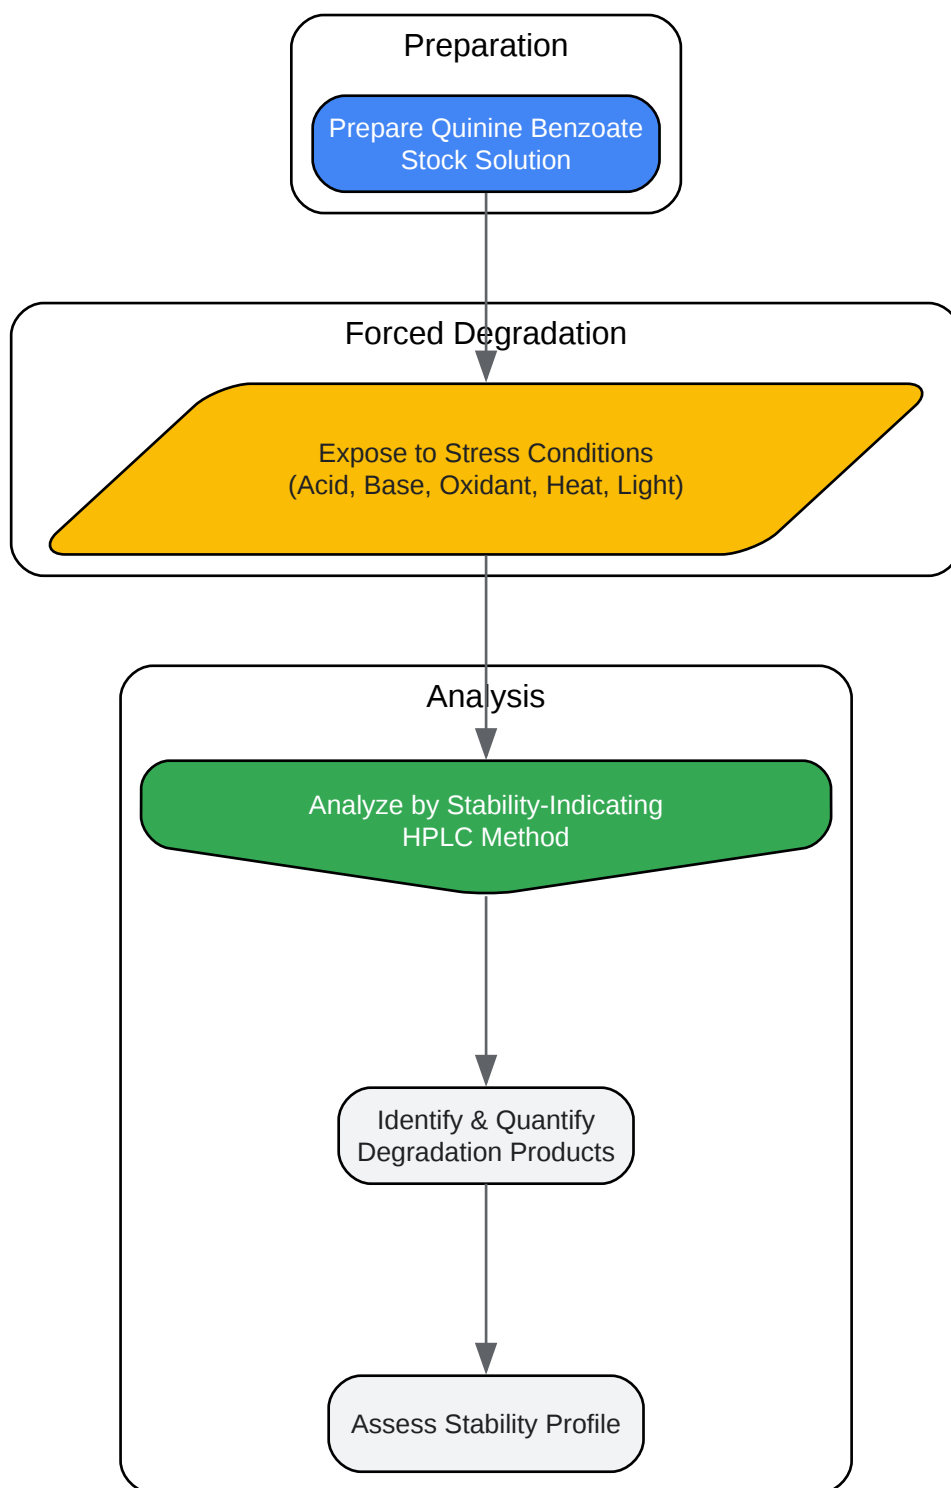 Preparation
Prepare Quinine Benzoate
Stock Solution
Forced Degradation
Expose to Stress Conditions
(Acid, Base, Oxidant, Heat, Light)
Analysis
Analyze by Stability-Indicating
HPLC Method
Identify & Quantify
Degradation Products
Assess Stability Profile